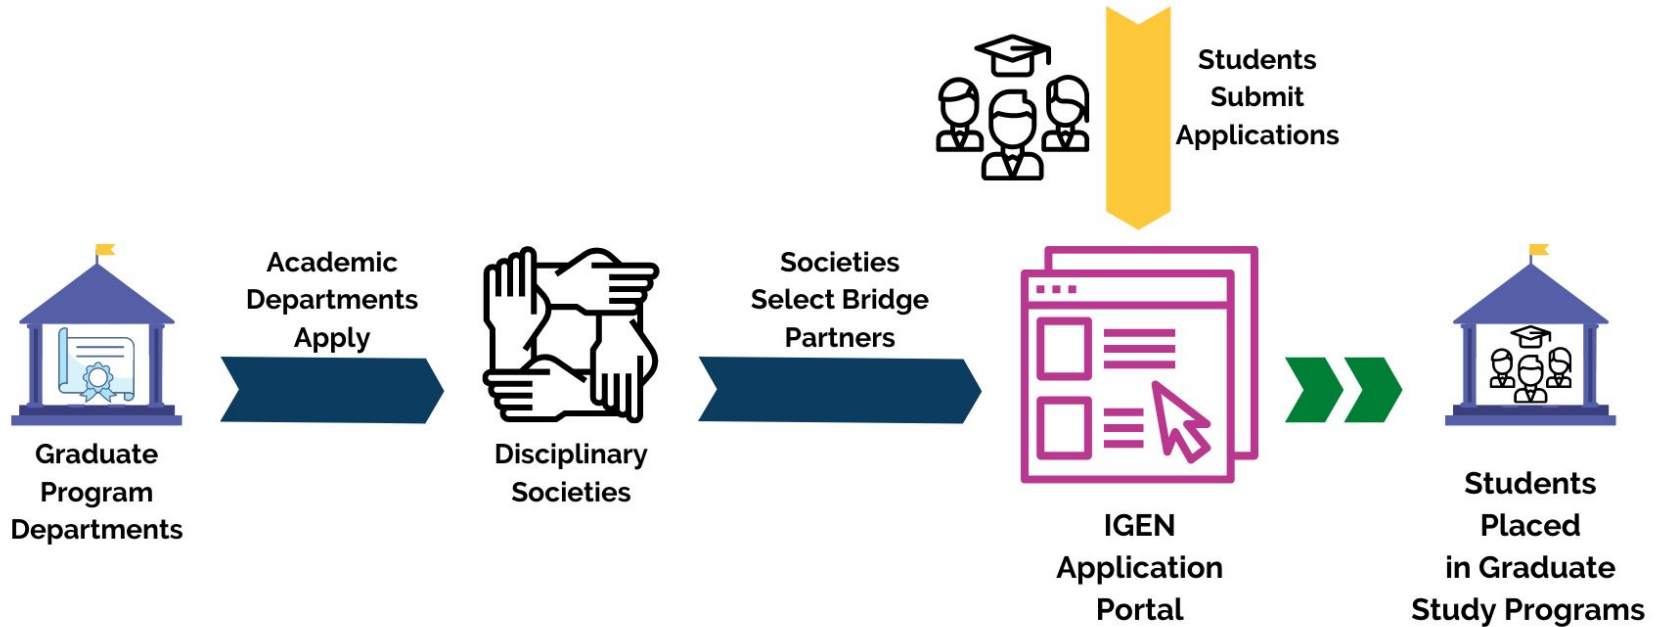 Students
Submit
Applications
Academic
Departments
Apply
Societies
Select Bridge
Partners
Graduate
Program
Departments
Disciplinary
Societies
IGEN
Application
Portal
Students
Placed
in Graduate
Study Programs